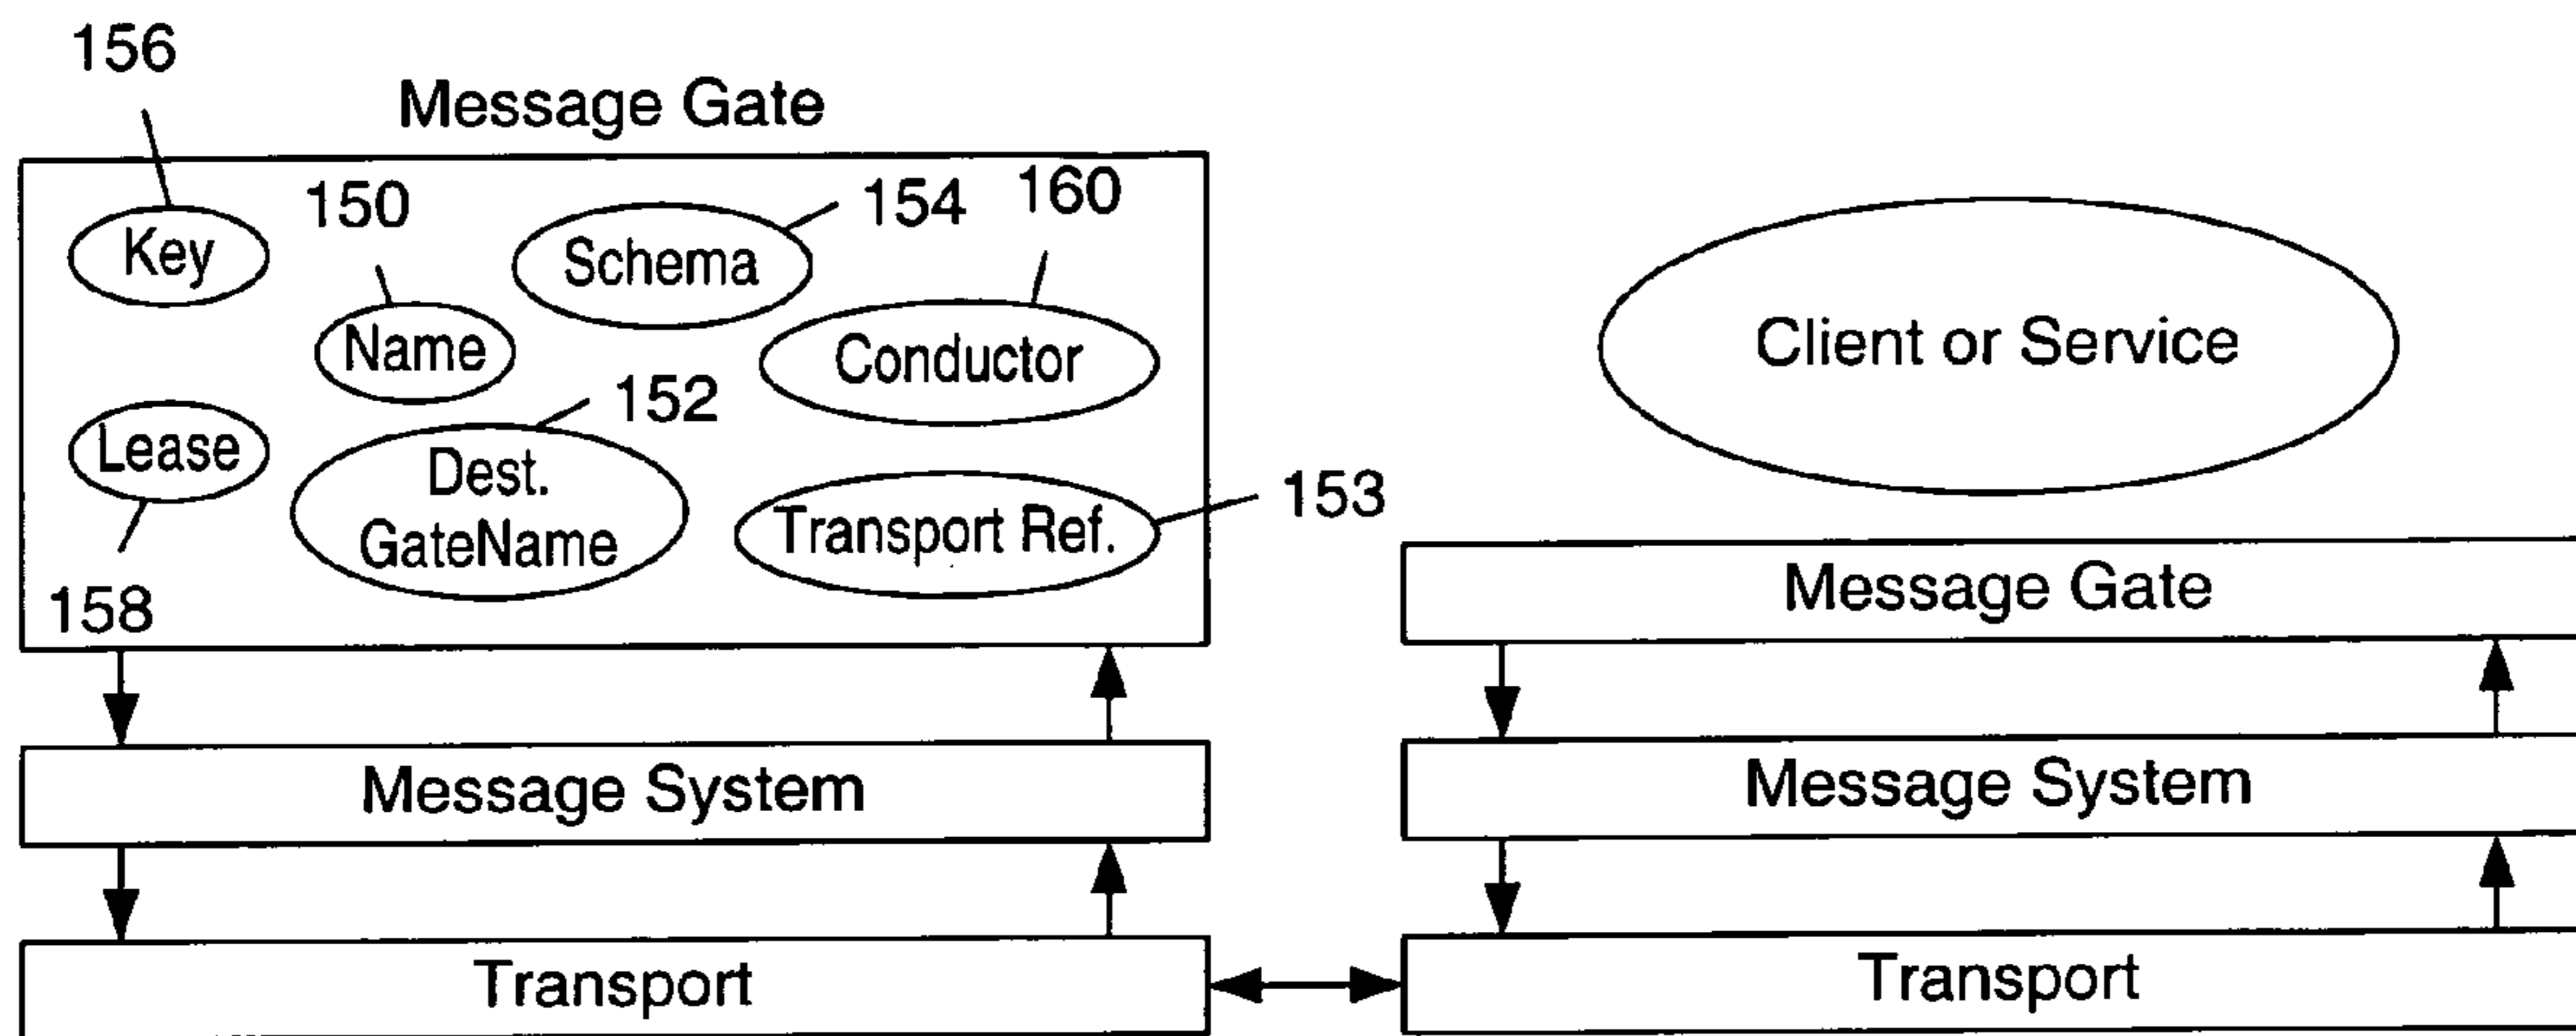 156
Message Gate
150
154
160
Key
Schema
Name
Conductor
Client or Service
152
Lease
Dest.
GateName
Transport Ref.
153
158
Message Gate
Message System
Message System
Transport
Transport